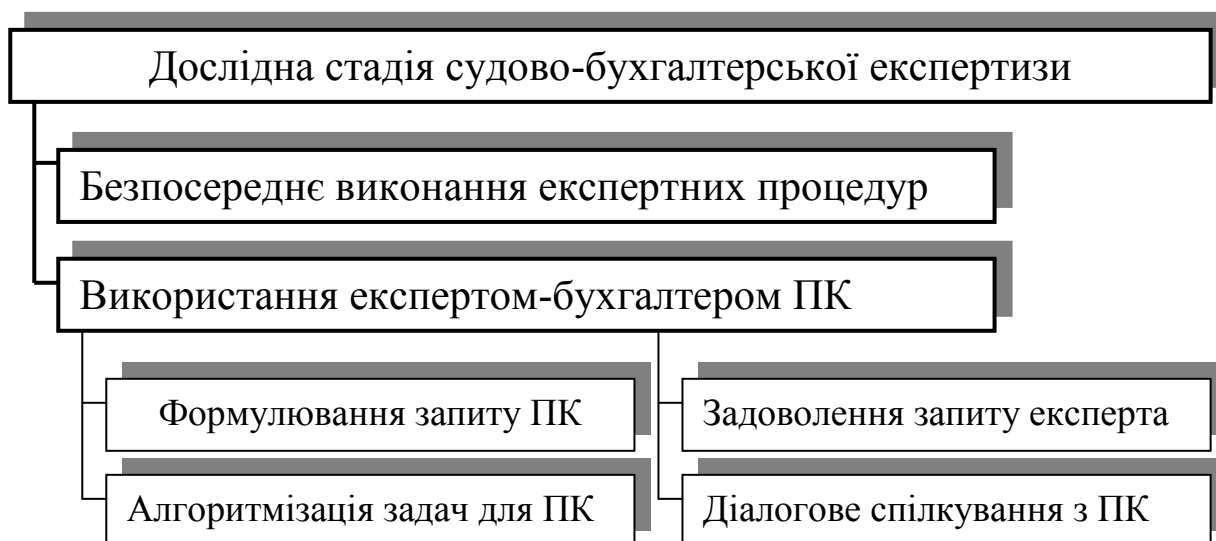 Дослідна стадія судово-бухгалтерської експертизи
Безпосереднє виконання експертних процедур
Використання експертом-бухгалтером ПК
Формулювання запиту ПК
Задоволення запиту експерта
Алгоритмізація задач для ПК
Діалогове спілкування з ПК